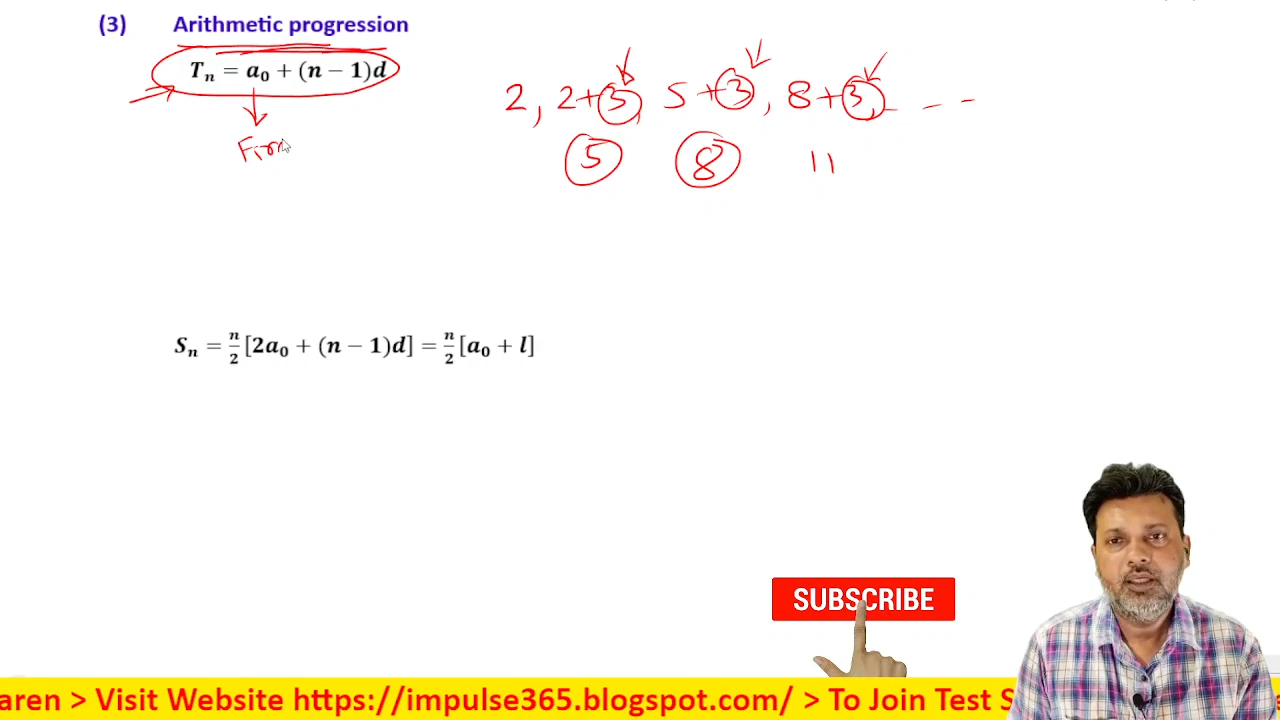 (3) Arithmetic progression
Tₙ = a₀ + (n − 1)d
2, 2+3, 5+3, 8+3, - - -
5 8 11
Sₙ = n/2 [2a₀ + (n − 1)d] = n/2 [a₀ + l]
SUBSCRIBE
aren > Visit Website https://impulse365.blogspot.com/ > To Join Test S